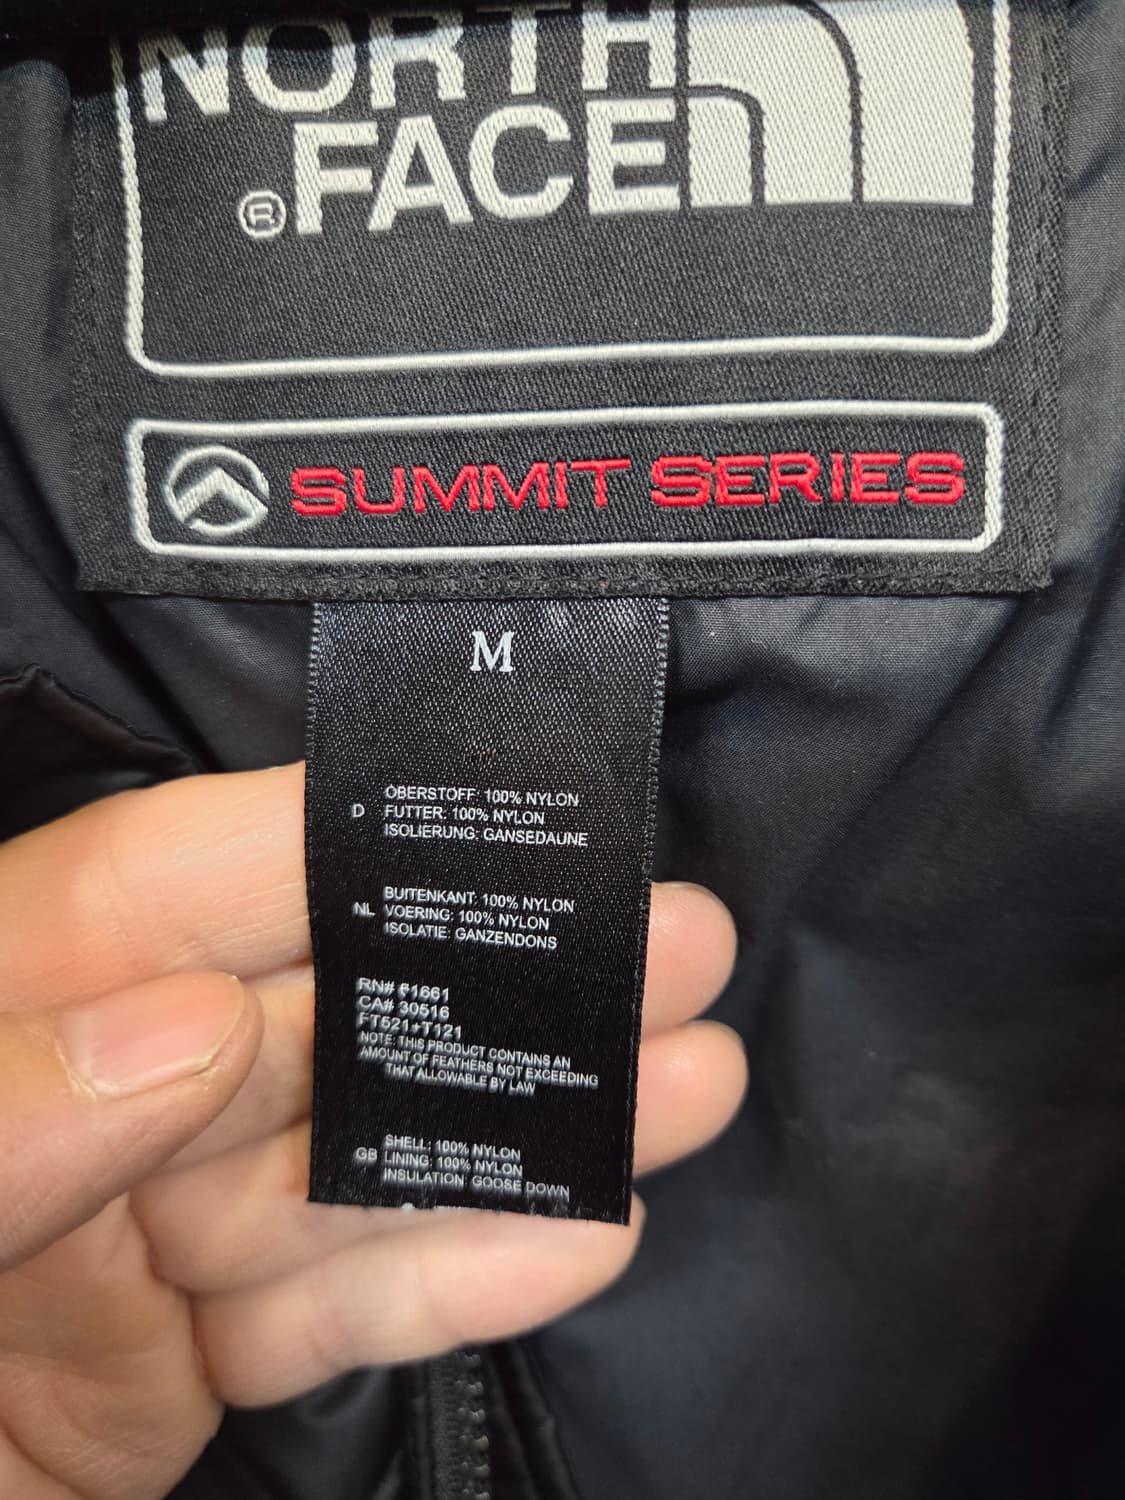 NORTH
FACE
®
SUMMIT SERIES
M
OBERSTOFF: 100% NYLON
D FUTTER: 100% NYLON
ISOLIERUNG: GANSEDAUNE
BUITENKANT: 100% NYLON
NL VOERING: 100% NYLON
ISOLATIE: GANZENDONS
RN# 61661
CA# 30516
FT521+T121
NOTE: THIS PRODUCT CONTAINS AN
AMOUNT OF FEATHERS NOT EXCEEDING
THAT ALLOWABLE BY LAW
SHELL: 100% NYLON
GB LINING: 100% NYLON
INSULATION: GOOSE DOWN